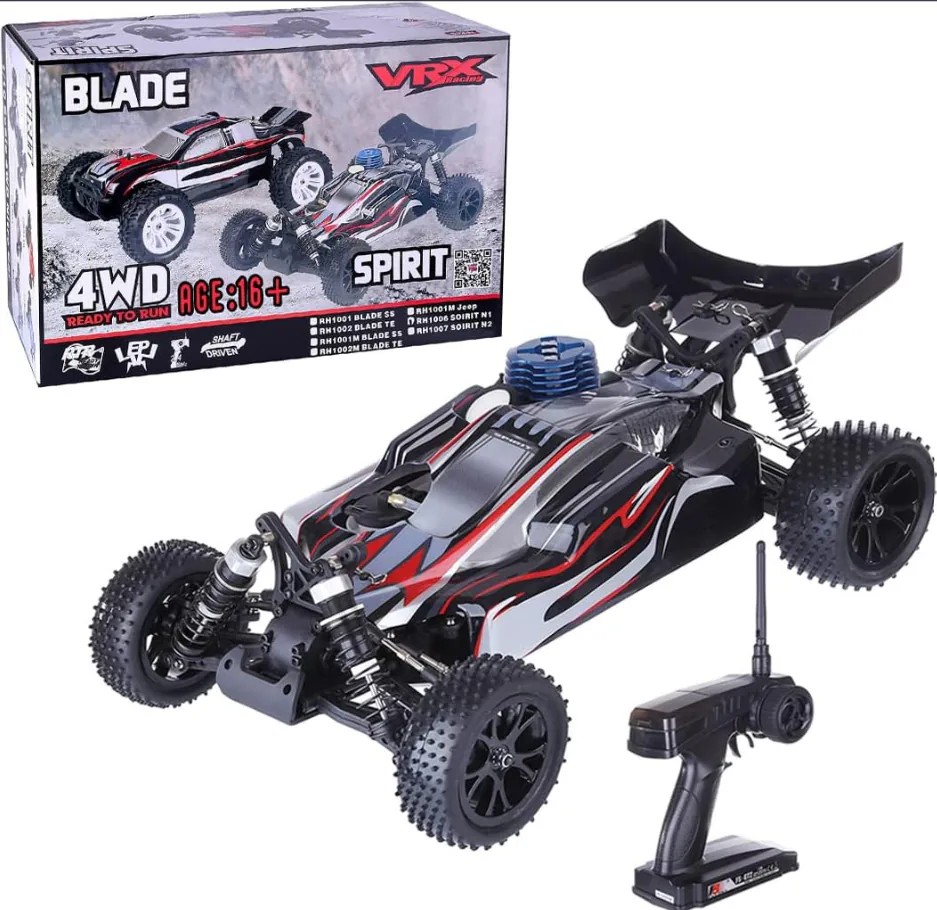 SPIRIT
BLADE
VRX
Racing
SPIRIT
4WD
READY TO RUN
AGE:16+
SHAFT
DRIVEN
RH1001 BLADE SS
RH1002 BLADE TE
RH1001M BLADE SS
RH1002M BLADE TE
RH1001M Jeep
RH1006 SOIRIT N1
RH1007 SOIRIT N2